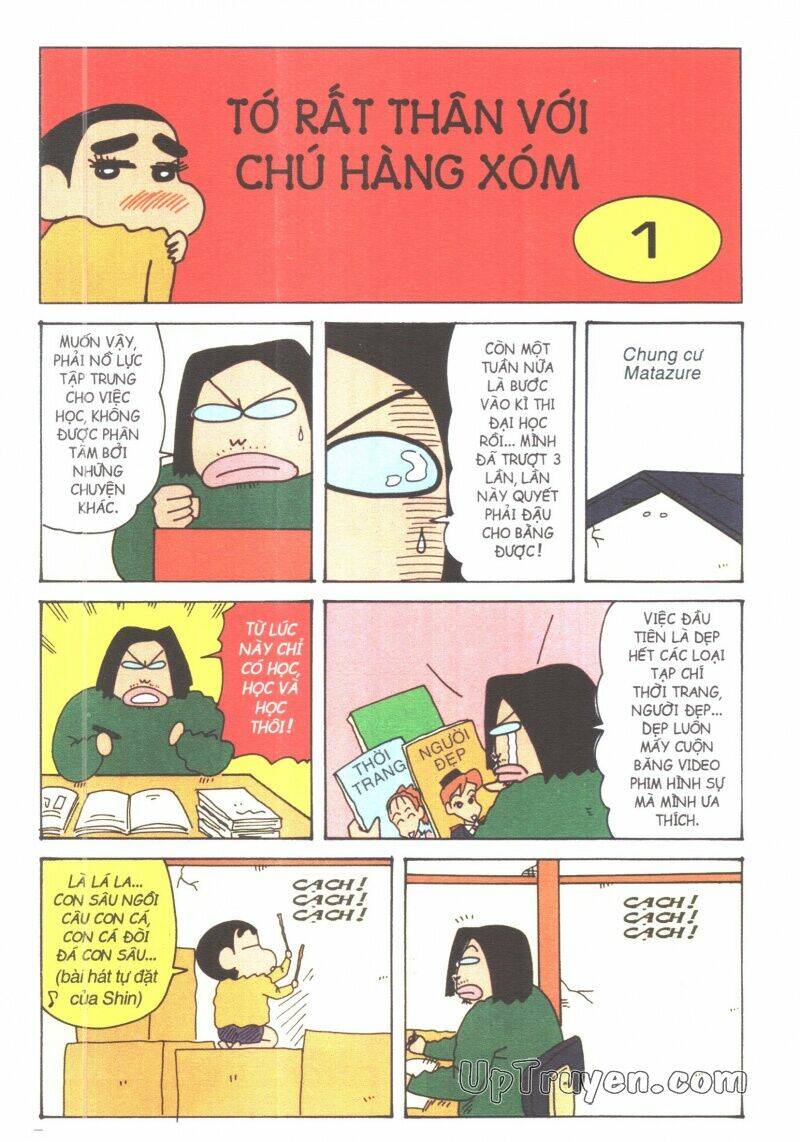 TỚ RẤT THÂN VỚI
CHÚ HÀNG XÓM
1
Chung cư
Matazure
CÒN MỘT
TUẦN NỮA
LÀ BƯỚC
VÀO KÌ THI
ĐẠI HỌC
RỒI... MÌNH
ĐÃ TRƯỢT 3
LẦN, LẦN
NÀY QUYẾT
PHẢI ĐẬU
CHO BẰNG
ĐƯỢC!
MUỐN VẬY,
PHẢI NỖ LỰC
TẬP TRUNG
CHO VIỆC
HỌC, KHÔNG
ĐƯỢC PHÂN
TÂM BỞI
NHỮNG
CHUYỆN
KHÁC.
VIỆC ĐẦU
TIÊN LÀ DẸP
HẾT CÁC LOẠI
TẠP CHÍ
THỜI TRANG,
NGƯỜI ĐẸP...
DẸP LUÔN
MẤY CUỘN
BĂNG VIDEO
PHIM HÌNH SỰ
MÀ MÌNH ƯA
THÍCH.
THỜI
TRANG
NGƯỜI
ĐẸP
TỪ LÚC
NÀY CHỈ
CÓ HỌC,
HỌC VÀ
HỌC
THÔI!
CẠCH!
CẠCH!
CẠCH!
CẠCH!
CẠCH!
CẠCH!
LÀ LÁ LA...
CON SÂU NGỒI
CÂU CON CÁ,
CON CÁ ĐÒI
ĐÁ CON SÂU...
(bài hát tự đặt
của Shin)
UpTruyen.com